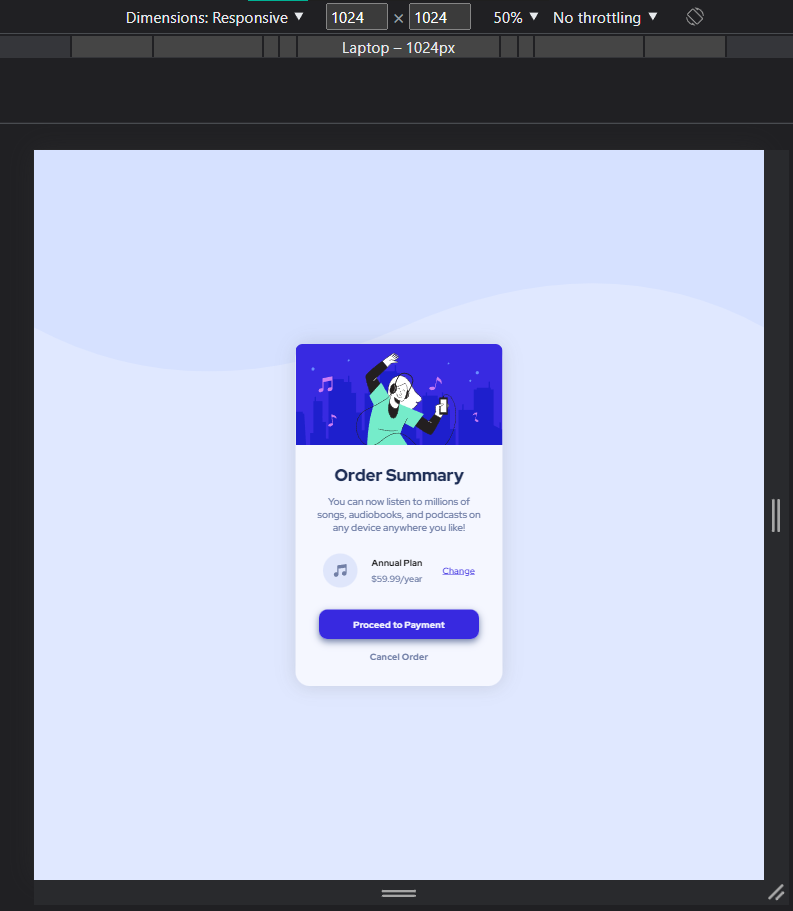 Dimensions: Responsive ▼ 1024 × 1024 50% ▼ No throttling ▼
Laptop – 1024px
Order Summary
You can now listen to millions of
songs, audiobooks, and podcasts on
any device anywhere you like!
Annual Plan
$59.99/year
Change
Proceed to Payment
Cancel Order